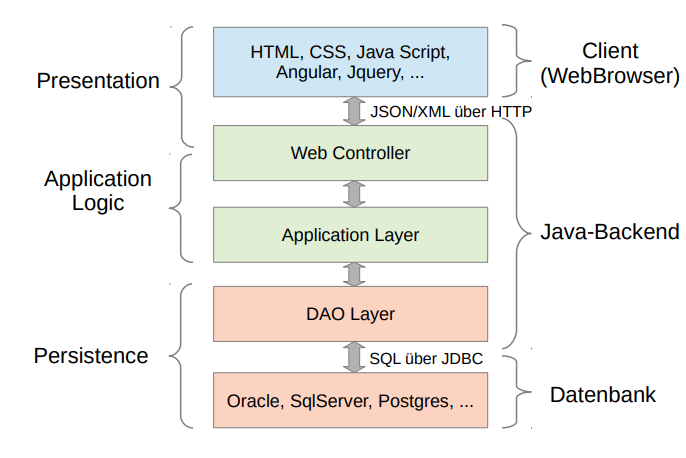 HTML, CSS, Java Script,
Angular, Jquery, ...
Client
(WebBrowser)
Presentation
JSON/XML über HTTP
Web Controller
Application
Logic
Application Layer
Java-Backend
DAO Layer
Persistence
SQL über JDBC
Oracle, SqlServer, Postgres, ...
Datenbank